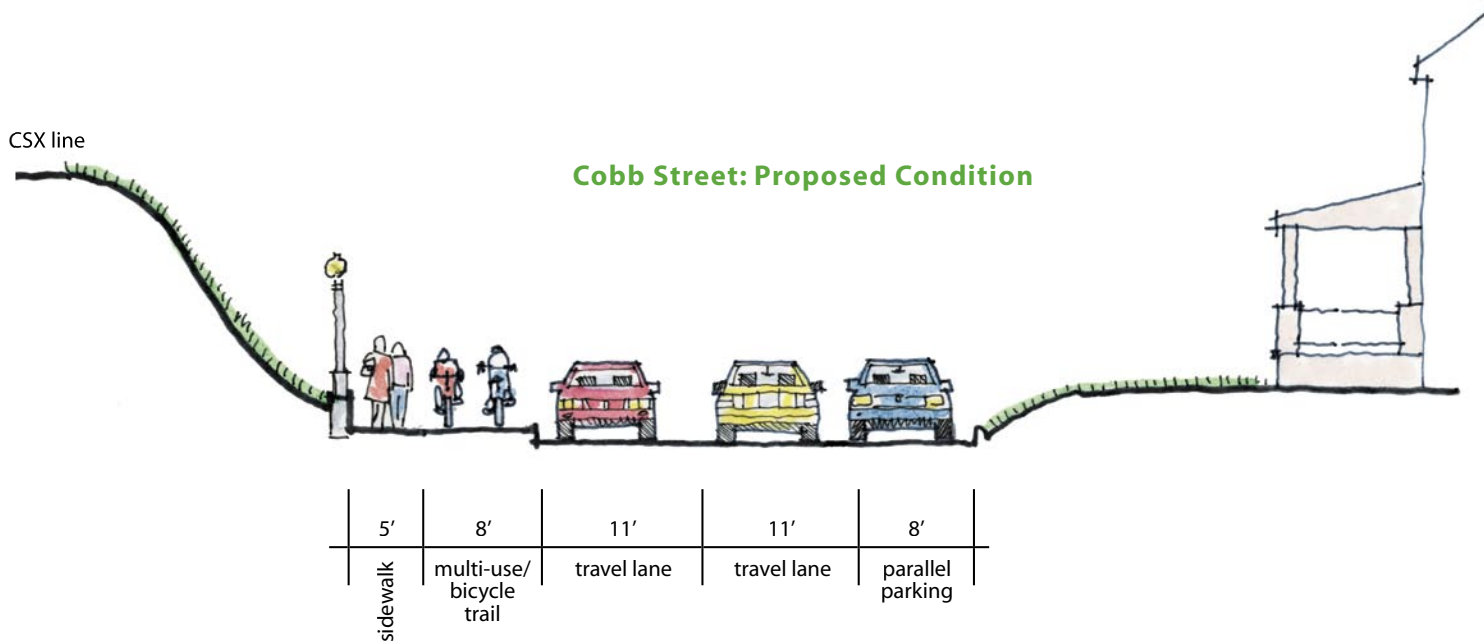 CSX line
Cobb Street: Proposed Condition
5’
8’
11’
11’
8’
sidewalk
multi-use/
bicycle
trail
travel lane
travel lane
parallel
parking